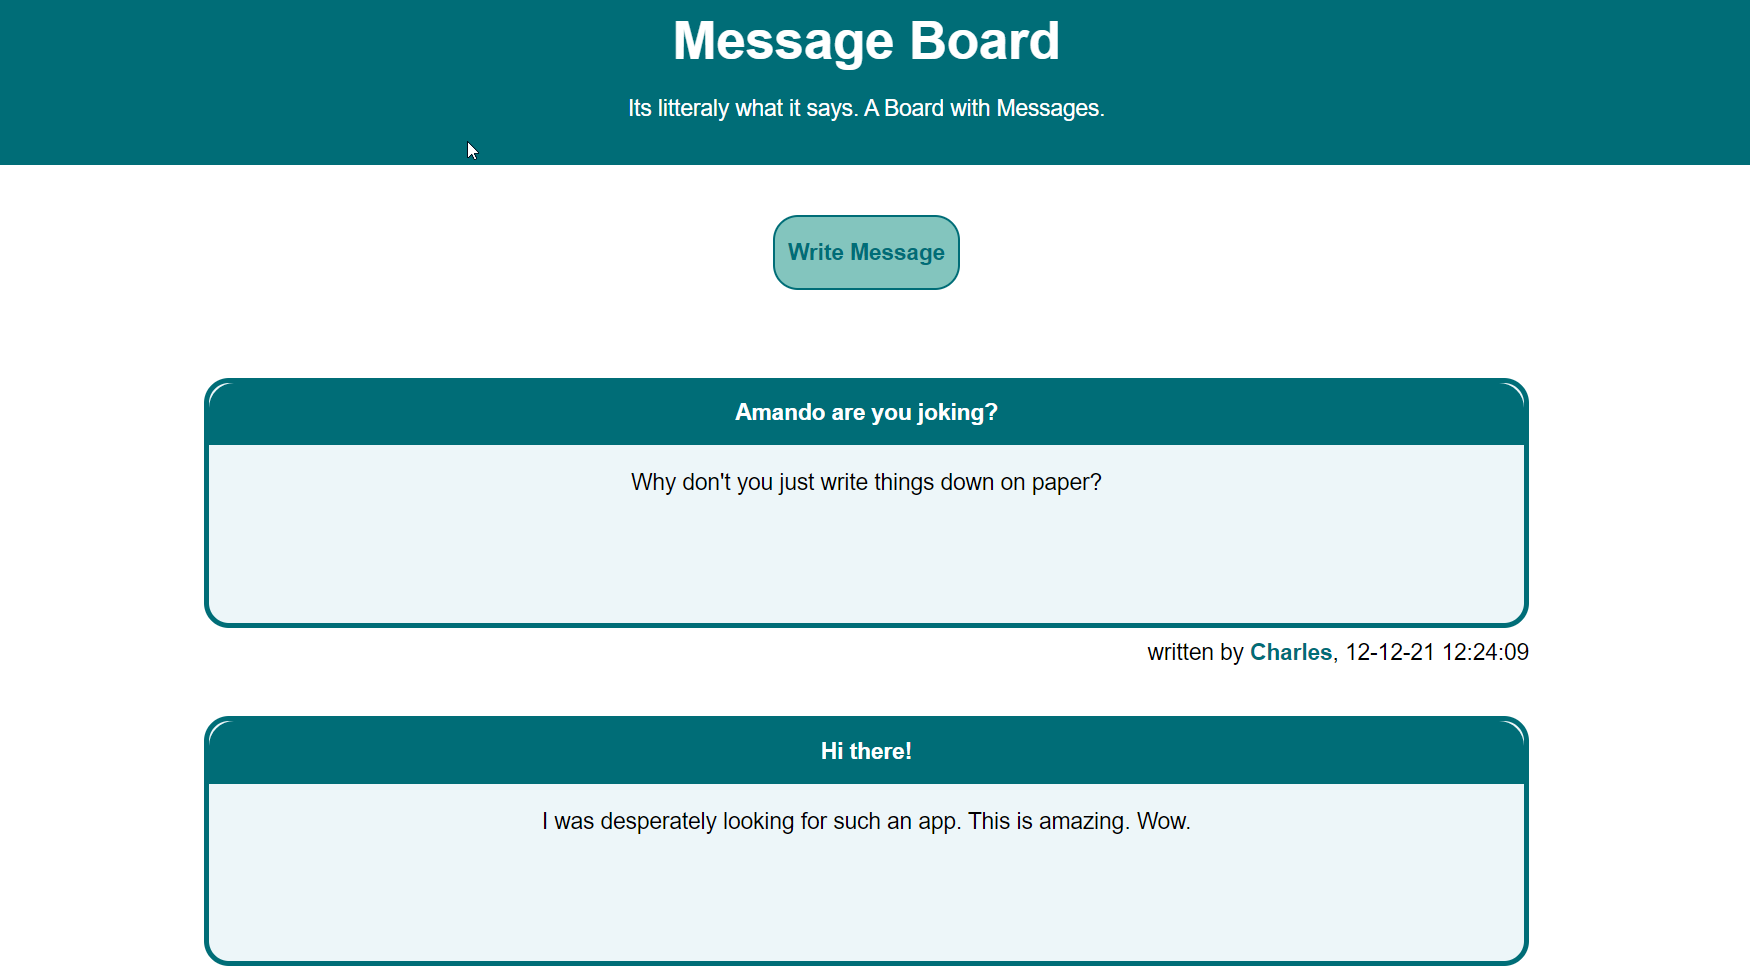 Message Board
Its litteraly what it says. A Board with Messages.
Write Message
Amando are you joking?
Why don't you just write things down on paper?
written by Charles, 12-12-21 12:24:09
Hi there!
I was desperately looking for such an app. This is amazing. Wow.